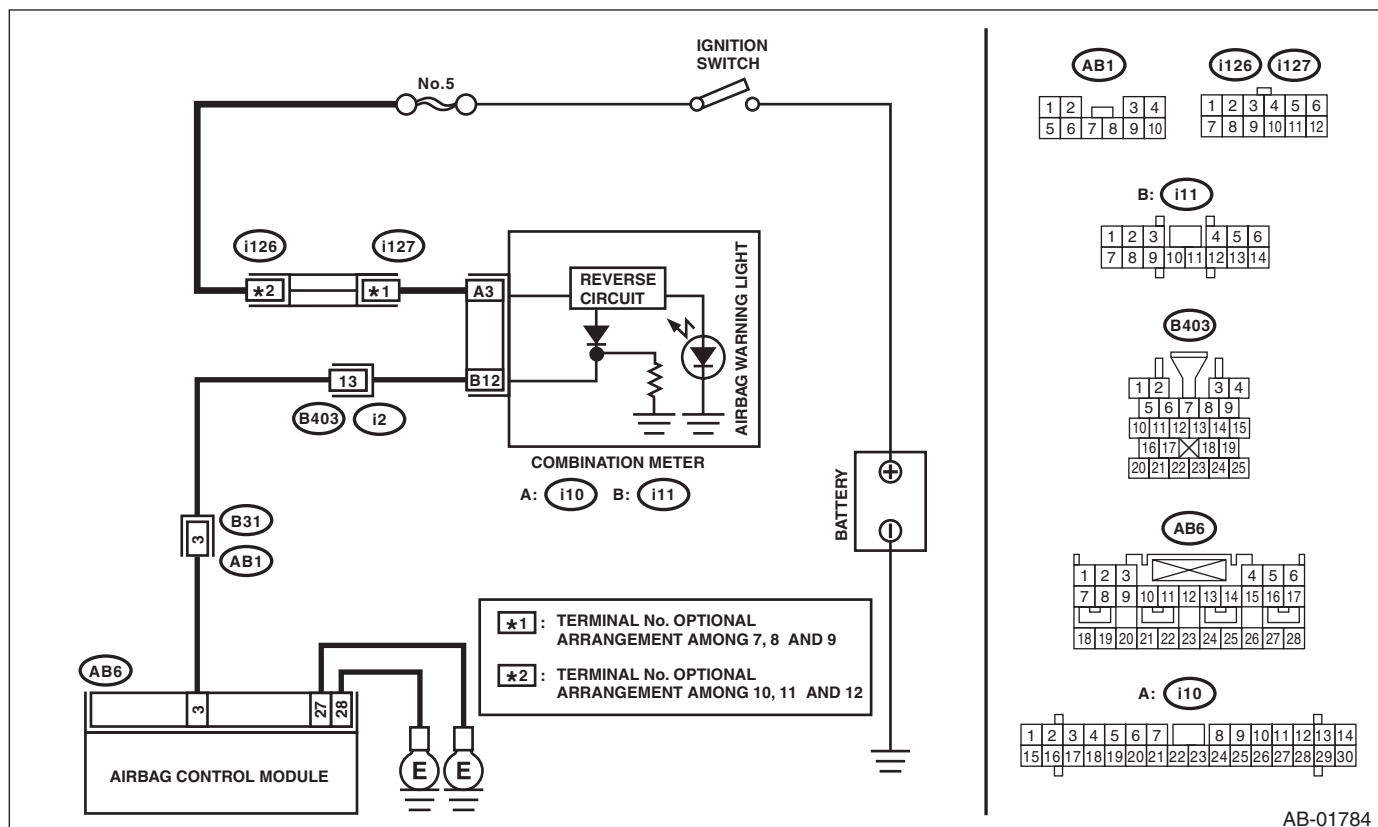 IGNITION
SWITCH
No.5
i126
i127
*2
*1
A3
REVERSE
CIRCUIT
AIRBAG WARNING LIGHT
13
B12
B403
i2
COMBINATION METER
A: i10 B: i11
B31
3
AB1
BATTERY
*1 : TERMINAL No. OPTIONAL
ARRANGEMENT AMONG 7, 8 AND 9
*2 : TERMINAL No. OPTIONAL
ARRANGEMENT AMONG 10, 11 AND 12
AB6
3
27
28
AIRBAG CONTROL MODULE
E E
AB1
1 2 3 4
5 6 7 8 9 10
i126 i127
1 2 3 4 5 6
7 8 9 10 11 12
B: i11
1 2 3 4 5 6
7 8 9 10 11 12 13 14
B403
1 2 3 4
5 6 7 8 9
10 11 12 13 14 15
16 17 18 19
20 21 22 23 24 25
AB6
1 2 3 4 5 6
7 8 9 10 11 12 13 14 15 16 17
18 19 20 21 22 23 24 25 26 27 28
A: i10
1 2 3 4 5 6 7 8 9 10 11 12 13 14
15 16 17 18 19 20 21 22 23 24 25 26 27 28 29 30
AB-01784